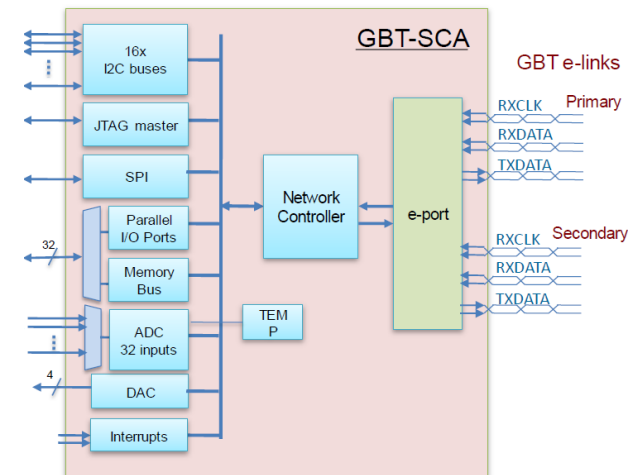 GBT-SCA
16x
I2C buses
JTAG master
SPI
Parallel
I/O Ports
32
Memory
Bus
ADC
32 inputs
TEM
P
4
DAC
Interrupts
Network
Controller
e-port
GBT e-links
RXCLK
Primary
RXDATA
TXDATA
RXCLK
Secondary
RXDATA
TXDATA